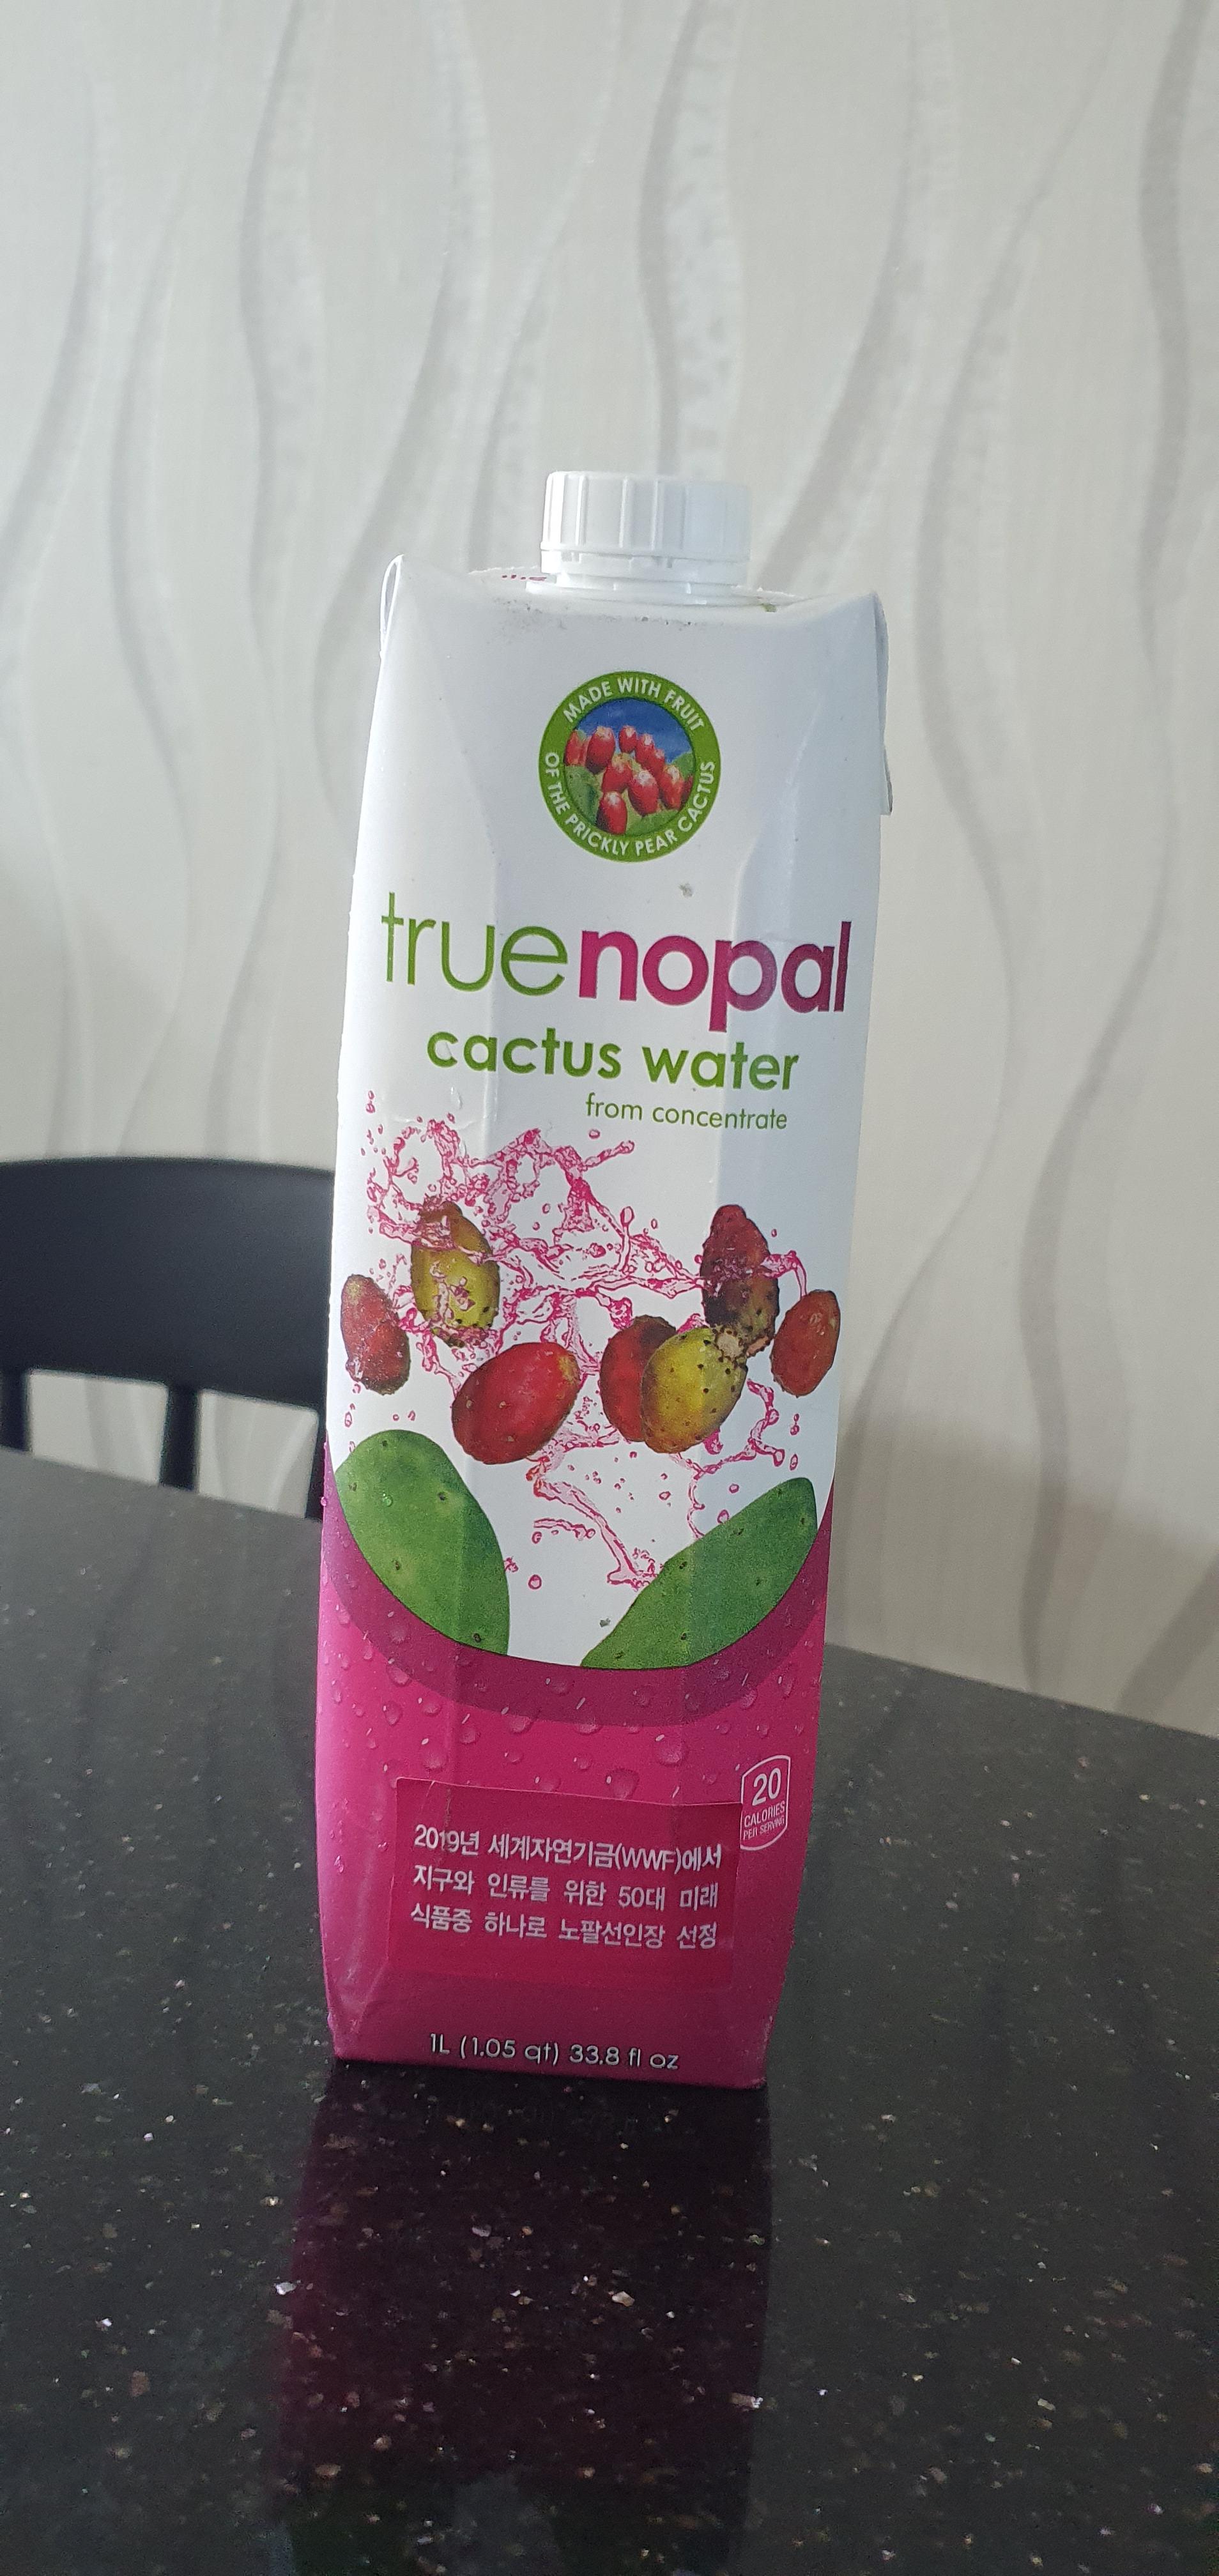 MADE WITH FRUIT
OF THE PRICKLY PEAR CACTUS
truenopal
cactus water
from concentrate
20
CALORIES
PER SERVING
2019년 세계자연기금(WWF)에서
지구와 인류를 위한 50대 미래
식품중 하나로 노팔선인장 선정
1L (1.05 qt) 33.8 fl oz